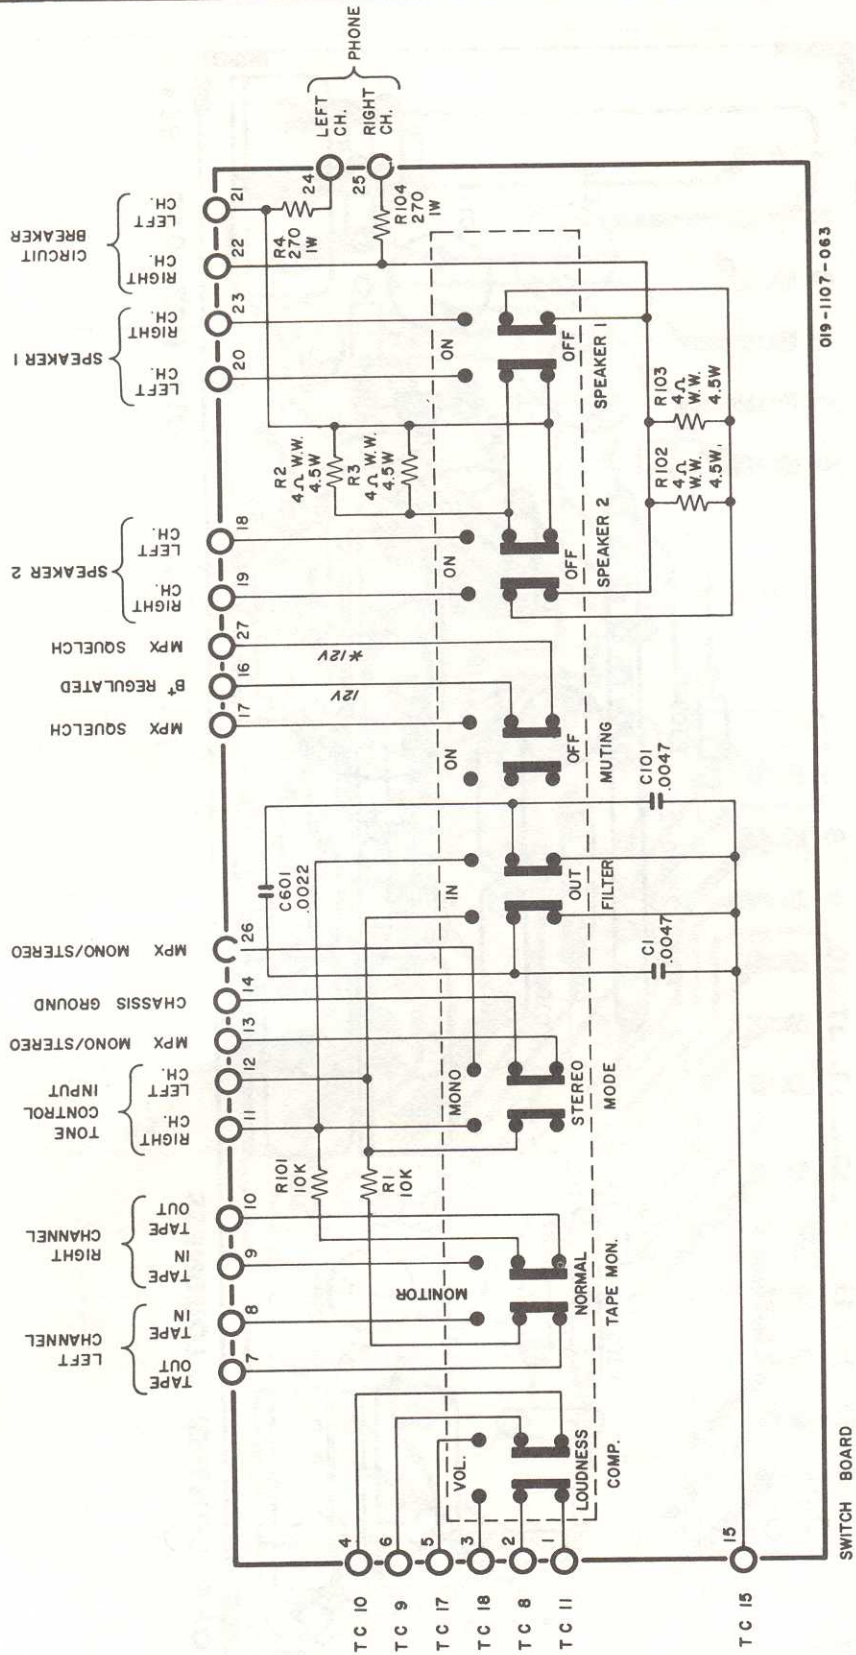 CIRCUIT
BREAKER
LEFT
CH.
RIGHT
CH.
21
22
SPEAKER 1
RIGHT
CH.
LEFT
CH.
23
20
SPEAKER 2
LEFT
CH.
RIGHT
CH.
18
19
MPX SQUELCH
27
B+ REGULATED
16
MPX SQUELCH
17
MPX MONO/STEREO
26
CHASSIS GROUND
14
MPX MONO/STEREO
13
TONE
CONTROL
INPUT
LEFT
CH.
RIGHT
CH.
12
11
RIGHT
CHANNEL
TAPE
OUT
TAPE
IN
10
9
LEFT
CHANNEL
TAPE
IN
TAPE
OUT
8
7
PHONE
LEFT
CH.
RIGHT
CH.
24
25
R4
270
1W
R104
270
1W
R2
4Ω W.W.
4.5W
R3
4Ω W.W.
4.5W
*12V
12V
C601
.0022
R101
10K
R1
10K
ON
OFF
SPEAKER 1
ON
OFF
SPEAKER 2
ON
OFF
MUTING
IN
OUT
FILTER
MONO
STEREO
MODE
MONITOR
NORMAL
TAPE MON.
VOL.
LOUDNESS
COMP.
R103
4Ω
W.W.
4.5W
R102
4Ω
W.W.
4.5W.
C101
.0047
C1
.0047
4
6
5
3
2
1
15
TC 10
TC 9
TC 17
TC 18
TC 8
TC 11
TC 15
019-1107-063
SWITCH BOARD